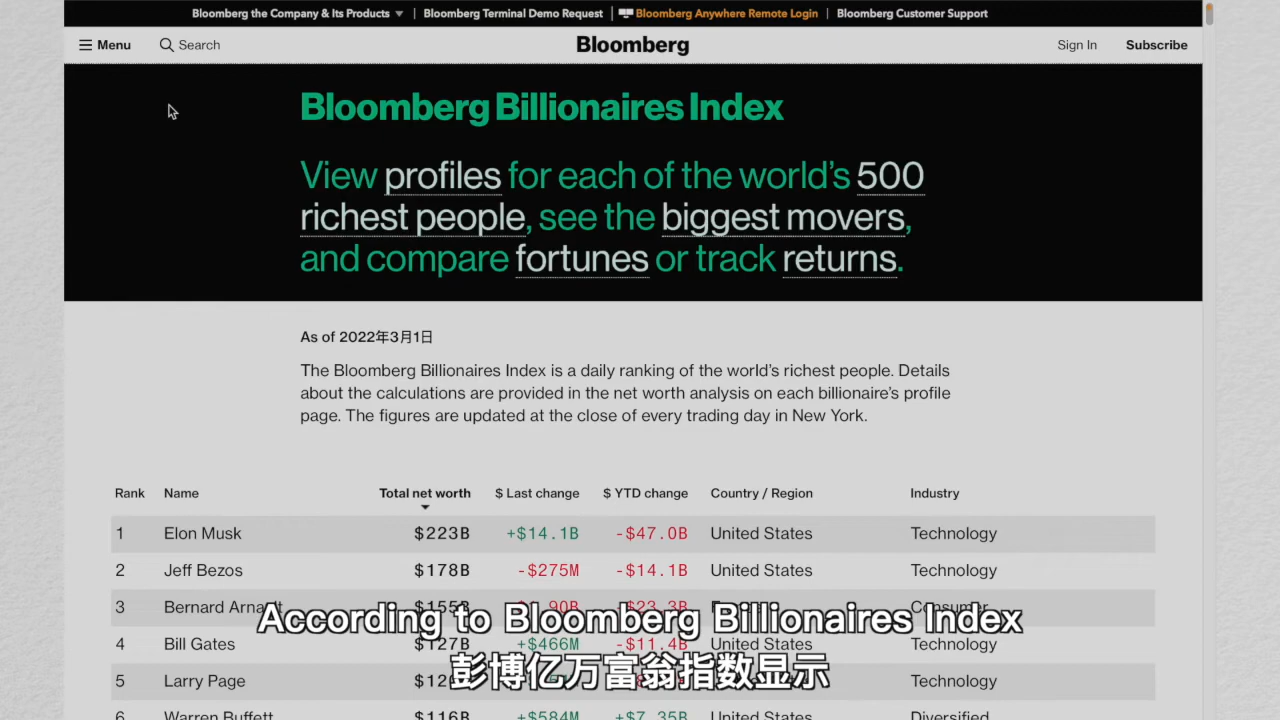 Bloomberg the Company & Its Products Bloomberg Terminal Demo Request Bloomberg Anywhere Remote Login Bloomberg Customer Support
Menu Search Bloomberg Sign In Subscribe
Bloomberg Billionaires Index
View profiles for each of the world's 500
richest people, see the biggest movers,
and compare fortunes or track returns.
As of 2022年3月1日
The Bloomberg Billionaires Index is a daily ranking of the world's richest people. Details
about the calculations are provided in the net worth analysis on each billionaire's profile
page. The figures are updated at the close of every trading day in New York.
Rank Name Total net worth $ Last change $ YTD change Country / Region Industry
1 Elon Musk $223B +$14.1B -$47.0B United States Technology
2 Jeff Bezos $178B -$275M -$14.1B United States Technology
3 Bernard Arnault $155B -$23.3B Consumer
4 Bill Gates $127B +$466M -$11.4B United States Technology
5 Larry Page United States Technology
6 Warren Buffett $116B +$584M +$7.35B United States Diversified
According to Bloomberg Billionaires Index
彭博亿万富翁指数显示